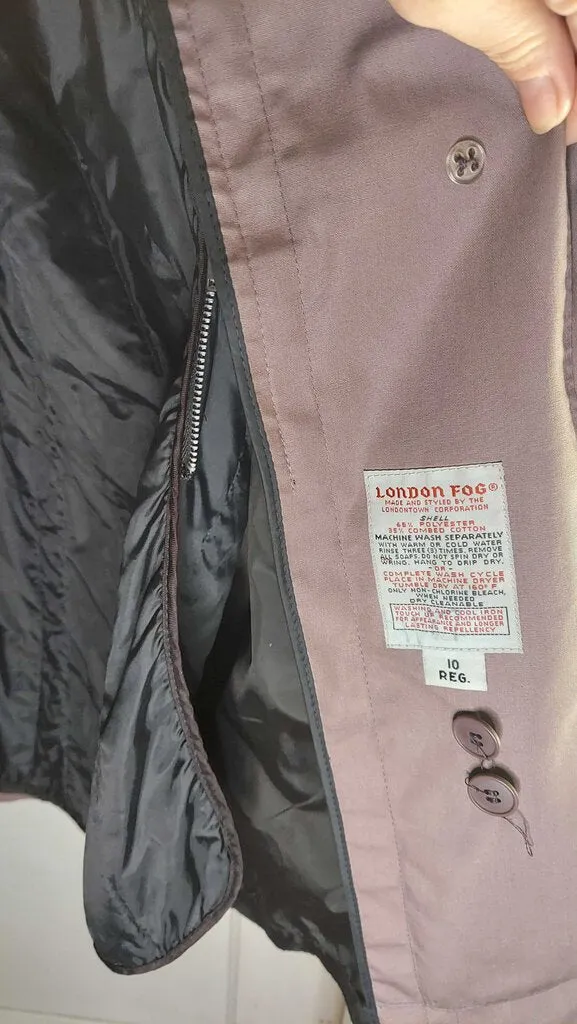 LONDON FOG®
MADE AND STYLED BY THE
LONDONTOWN CORPORATION
SHELL
65% POLYESTER
35% COMBED COTTON
MACHINE WASH SEPARATELY
WITH WARM OR COLD WATER
RINSE THREE (3) TIMES. REMOVE
ALL SOAPS. DO NOT SPIN DRY OR
WRING. HANG TO DRIP DRY.
-OR-
COMPLETE WASH CYCLE
PLACE IN MACHINE DRYER
TUMBLE DRY AT 160° F
ONLY NON-CHLORINE BLEACH,
WHEN NEEDED
DRY CLEANABLE
WASHING AND COOL IRON
TOUCH UP RECOMMENDED
FOR APPEARANCE AND LONGER
LASTING REPELLENCY
10
REG.